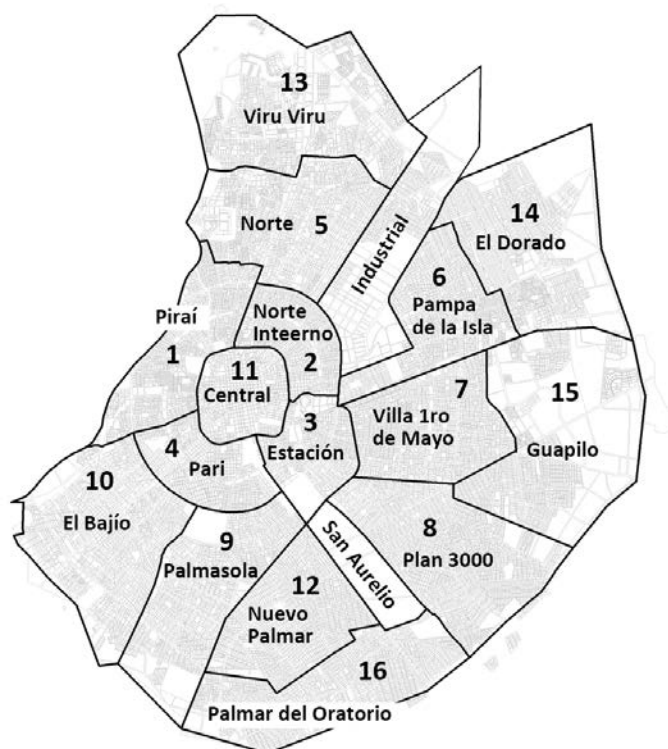 13
Viru Viru
Norte
5
Industrial
14
El Dorado
6
Pampa
de la Isla
Piraí
1
Norte
Inteerno
2
11
Central
7
Villa 1ro
de Mayo
15
Guapilo
3
Estación
4
Pari
10
El Bajío
9
Palmasola
San Aurelio
8
Plan 3000
12
Nuevo
Palmar
16
Palmar del Oratorio